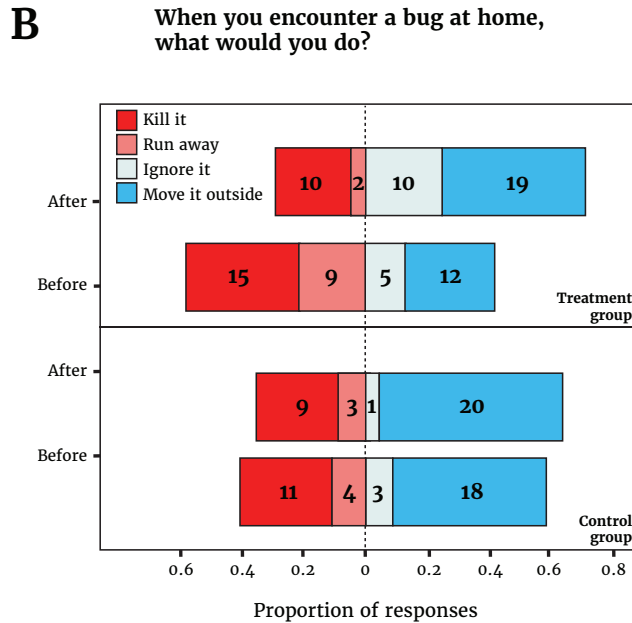 B
When you encounter a bug at home,
what would you do?
Kill it
Run away
Ignore it
Move it outside
After
10 2 10 19
Before
15 9 5 12
Treatment
group
After
9 3 1 20
Before
11 4 3 18
Control
group
0.6 0.4 0.2 0 0.2 0.4 0.6 0.8
Proportion of responses